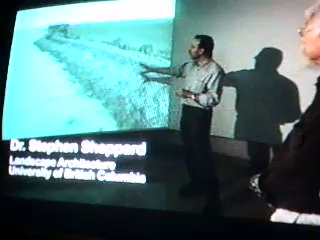 Dr. Stephen Sheppard
Landscape Architecture
University of British Columbia